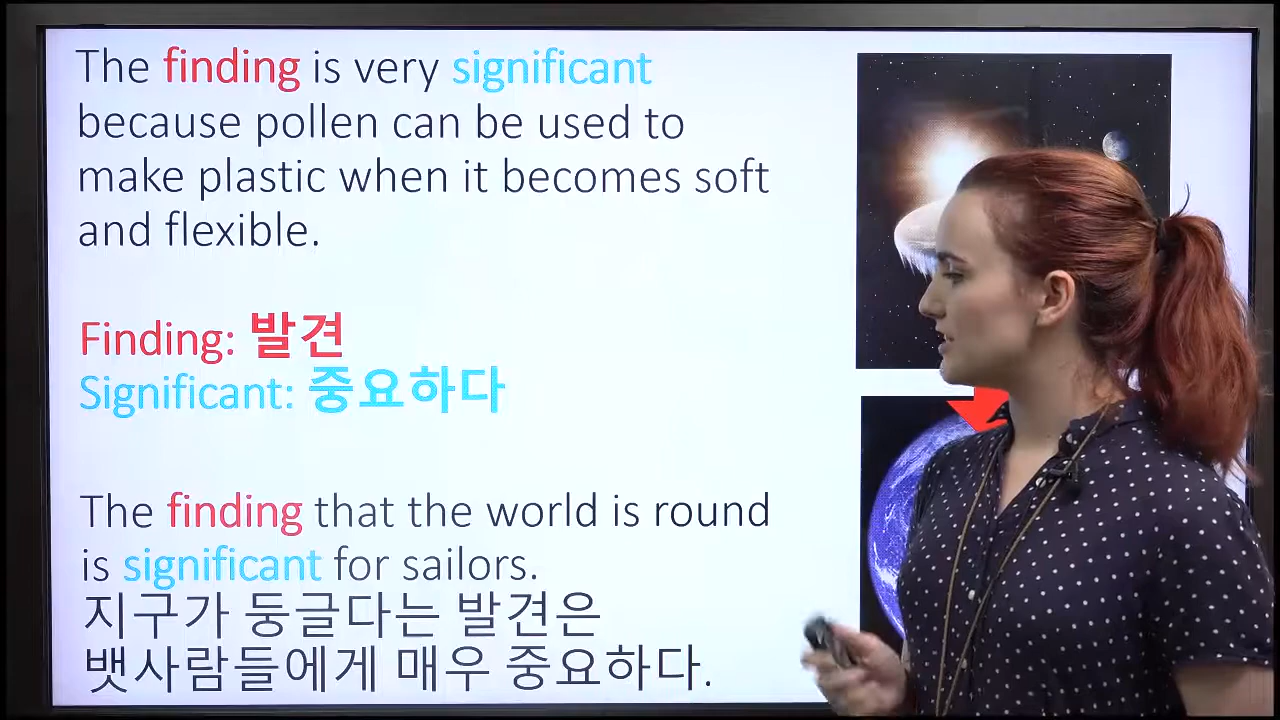 The finding is very significant
because pollen can be used to
make plastic when it becomes soft
and flexible.
Finding: 발견
Significant: 중요하다
The finding that the world is round
is significant for sailors.
지구가 둥글다는 발견은
뱃사람들에게 매우 중요하다.